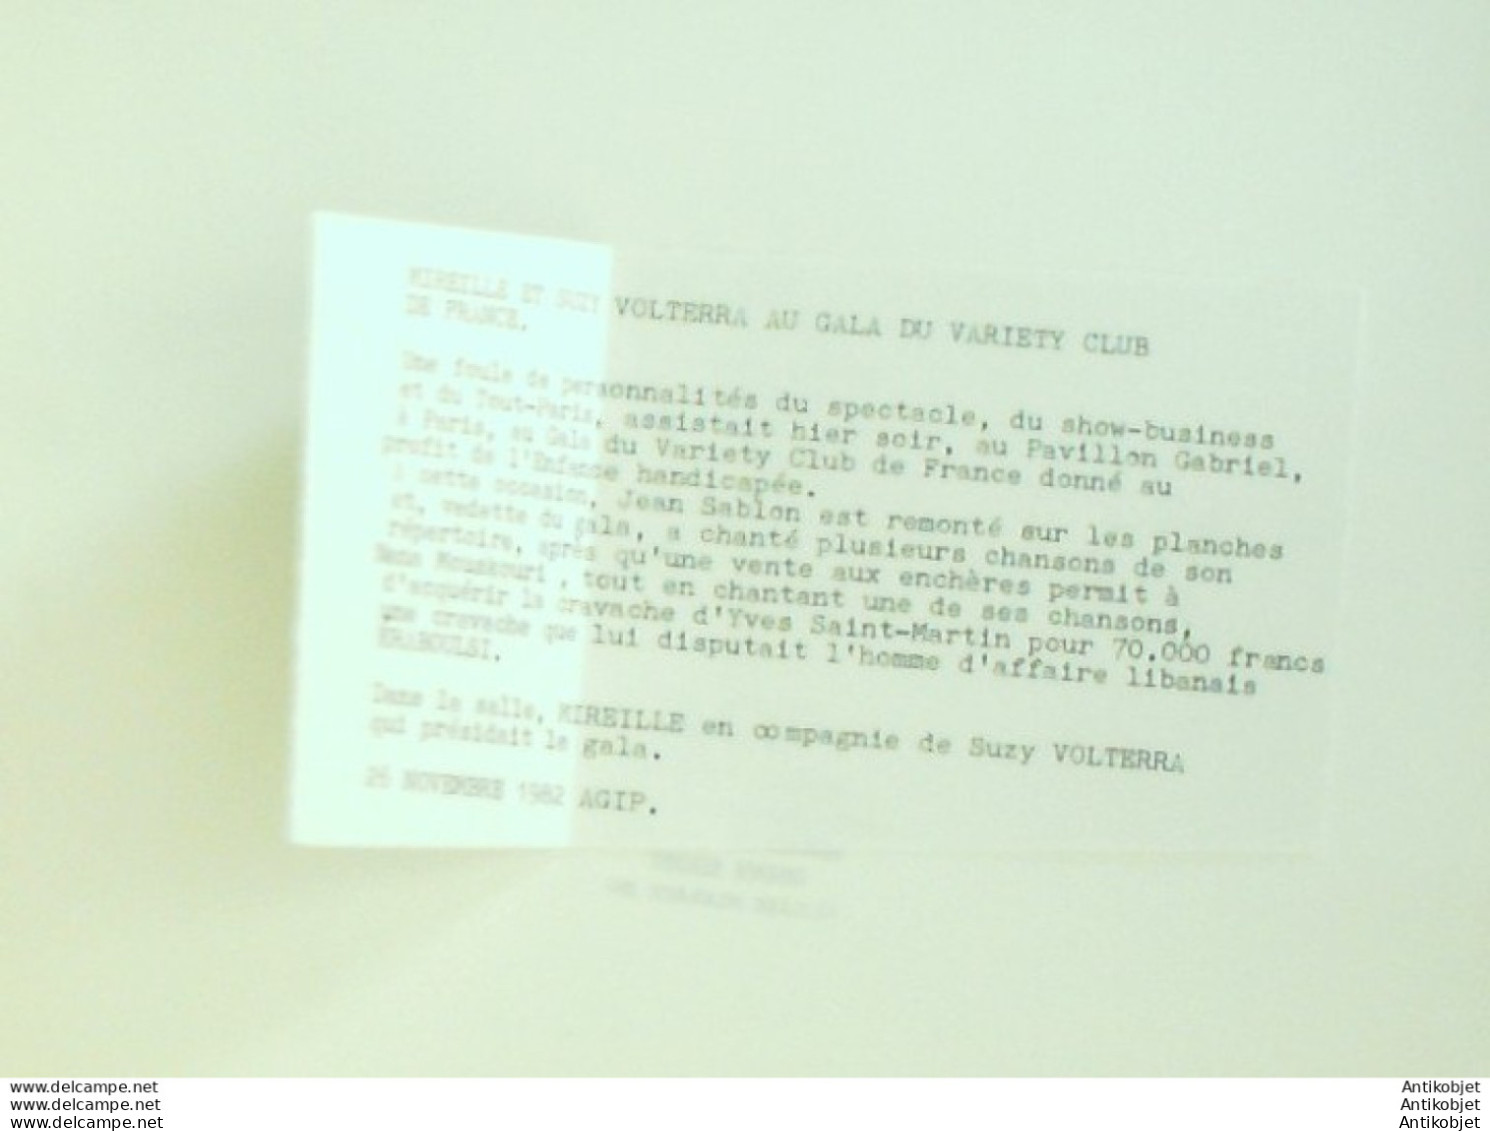 MIREILLE ET SUZY VOLTERRA AU GALA DU VARIETY CLUB
DE FRANCE.
Une foule de personnalités du spectacle, du show-business
et du Tout-Paris, assistait hier soir, au Pavillon Gabriel,
à Paris, au Gala du Variety Club de France donné au
profit de l'Enfance handicapée.
A cette occasion, Jean Sablon est remonté sur les planches
et, vedette du gala, a chanté plusieurs chansons de son
répertoire, après qu'une vente aux enchères permit à
Nana Mouskouri , tout en chantant une de ses chansons,
d'acquérir la cravache d'Yves Saint-Martin pour 70.000 francs
une cravache que lui disputait l'homme d'affaire libanais
KHABOULSI.
Dans la salle, MIREILLE en compagnie de Suzy VOLTERRA
qui présidait le gala.
26 NOVEMBRE 1982 AGIP.
www.delcampe.net
www.delcampe.net
www.delcampe.net
Antikobjet
Antikobjet
Antikobjet